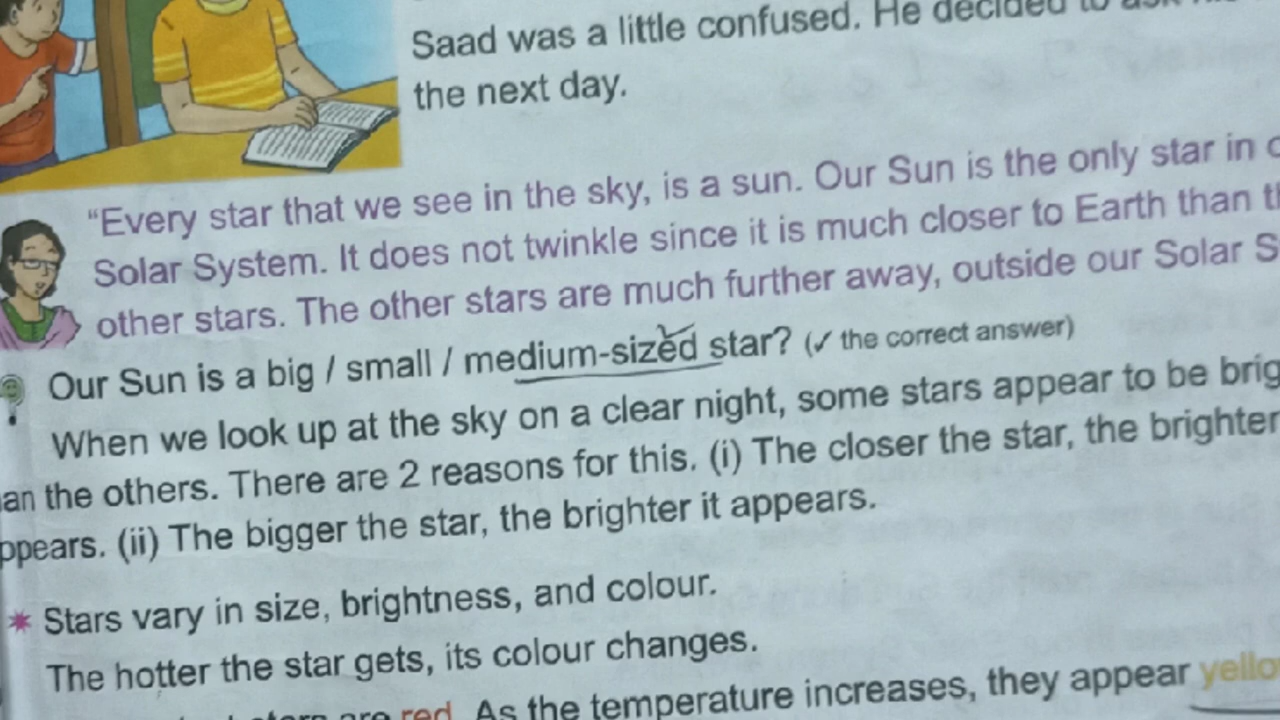 Saad was a little confused. He decided to ask
the next day.
“Every star that we see in the sky, is a sun. Our Sun is the only star in
Solar System. It does not twinkle since it is much closer to Earth than
other stars. The other stars are much further away, outside our Solar
Our Sun is a big / small / medium-sized star? (✓ the correct answer)
When we look up at the sky on a clear night, some stars appear to be
the others. There are 2 reasons for this. (i) The closer the star, the brighter
(ii) The bigger the star, the brighter it appears.
* Stars vary in size, brightness, and colour.
The hotter the star gets, its colour changes.
stars are red. As the temperature increases, they appear